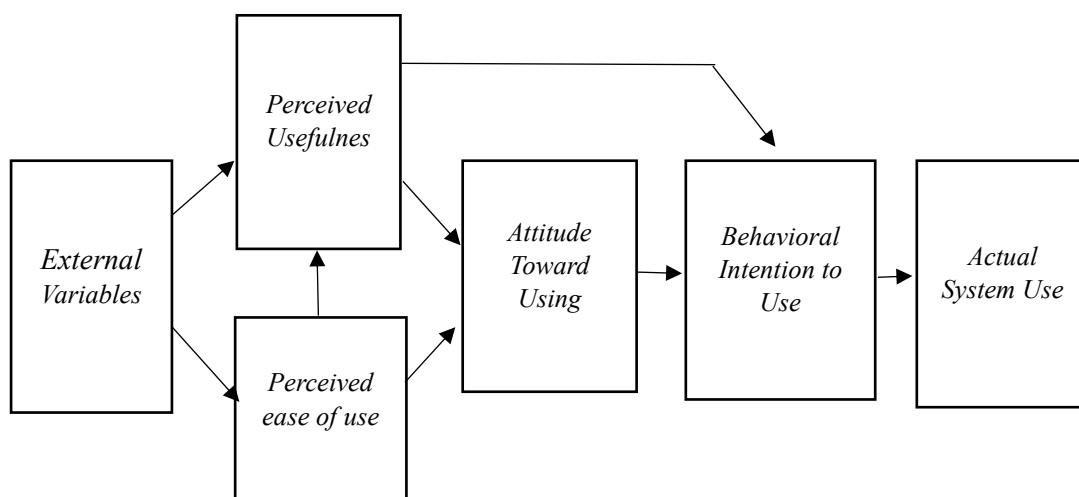 External
Variables
Perceived
Usefulnes
Perceived
ease of use
Attitude
Toward
Using
Behavioral
Intention to
Use
Actual
System Use